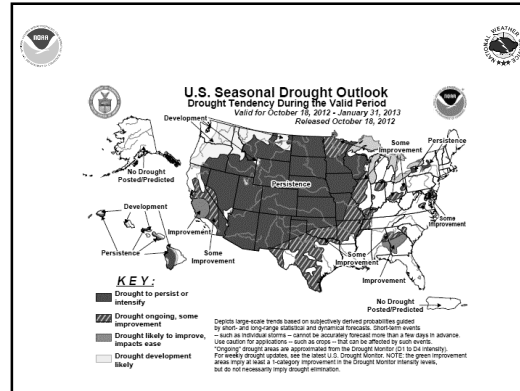 NOAA
U.S. Seasonal Drought Outlook
Drought Tendency During the Valid Period
Valid for October 18, 2012 - January 31, 2013
Released October 18, 2012
Development
No Drought
Posted/Predicted
Persistence
Some
Improvement
Persistence
Development
Persistence
Improvement
Some
Improvement
Some
Improvement
Some
Improvement
Improvement
No Drought
Posted/Predicted
KEY:
Drought to persist or
intensify
Drought ongoing, some
improvement
Drought likely to improve,
impacts ease
Drought development
likely
Depicts large-scale trends based on subjectively derived probabilities guided
by short- and long-range statistical and dynamical forecasts. Short-term events
-- such as individual storms -- cannot be accurately forecast more than a few days in advance.
Use caution for applications -- such as crops -- that can be affected by such events.
"Ongoing" drought areas are approximated from the Drought Monitor (D1 to D4 intensity).
For weekly drought updates, see the latest U.S. Drought Monitor. NOTE: the green improvement
areas imply at least a 1-category improvement in the Drought Monitor intensity levels,
but do not necessarily imply drought elimination.